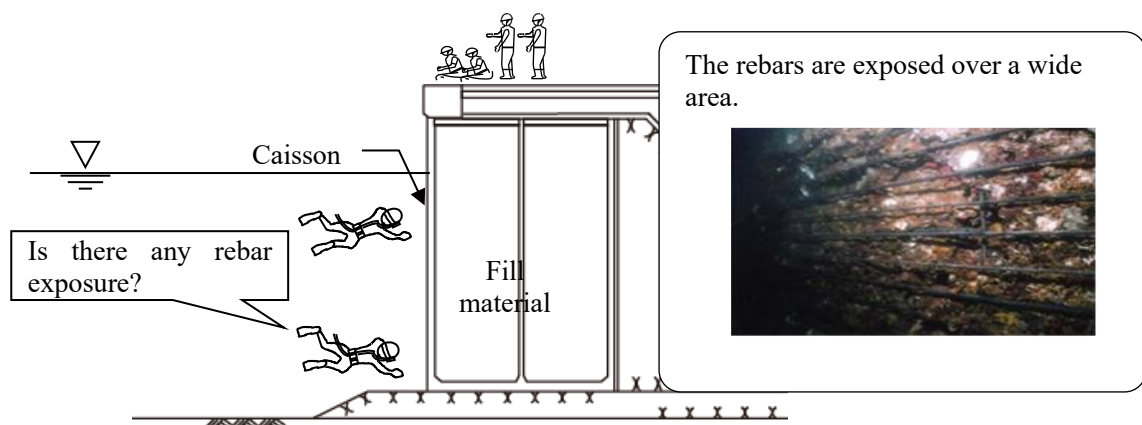 The rebars are exposed over a wide
area.
Caisson
Is there any rebar
exposure?
Fill
material